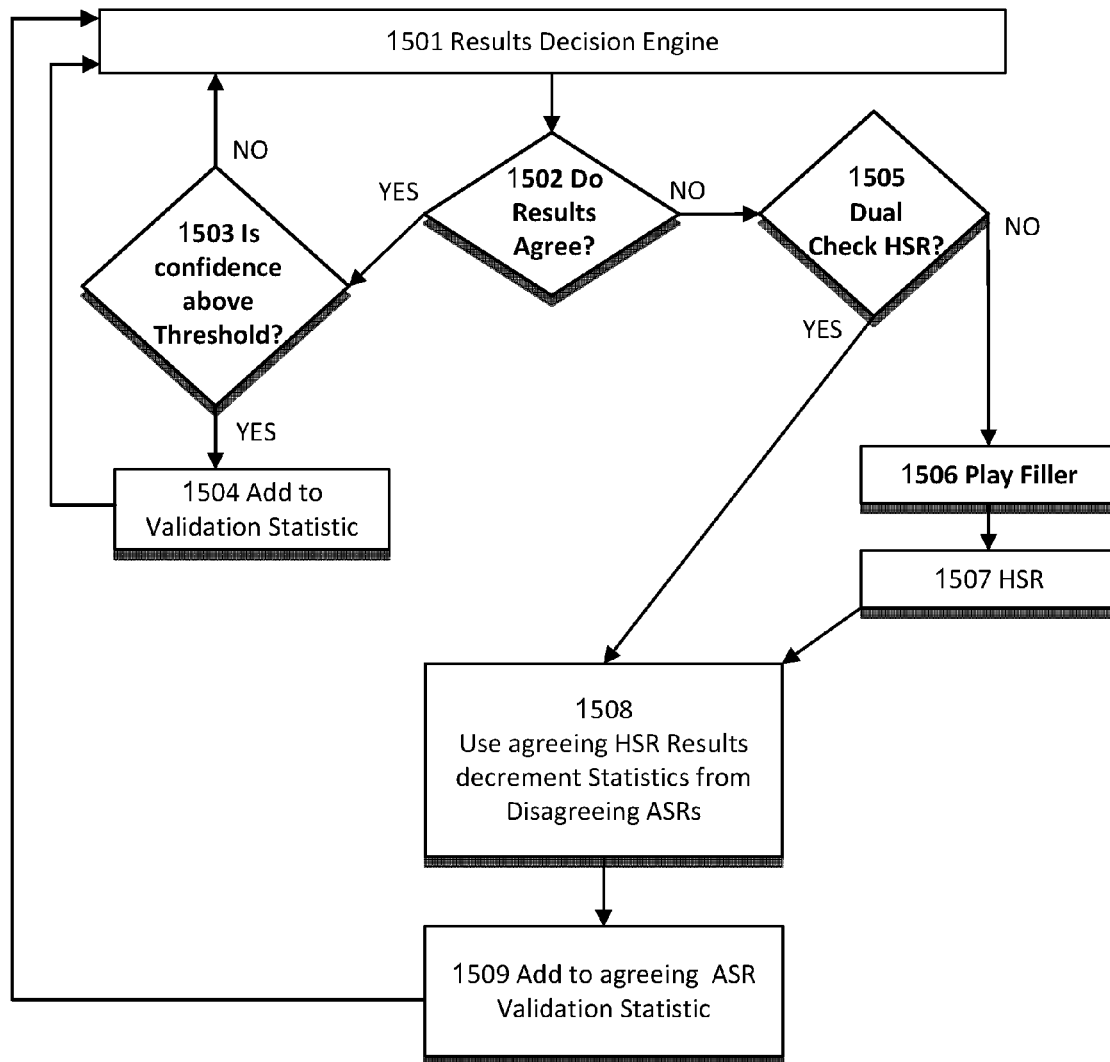 1501 Results Decision Engine
NO
YES
1502 Do
Results
Agree?
NO
1505
Dual
Check HSR?
NO
1503 Is
confidence
above
Threshold?
YES
YES
1504 Add to
Validation Statistic
1506 Play Filler
1507 HSR
1508
Use agreeing HSR Results
decrement Statistics from
Disagreeing ASRs
1509 Add to agreeing ASR
Validation Statistic